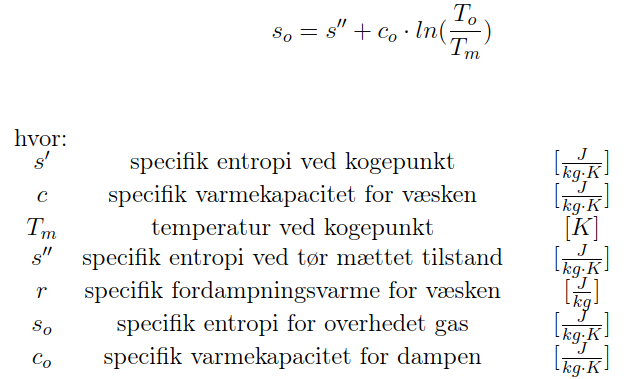 s_o = s'' + c_o · ln(T_o/T_m)
hvor:
s' specifik entropi ved kogepunkt [J/kg·K]
c specifik varmekapacitet for væsken [J/kg·K]
T_m temperatur ved kogepunkt [K]
s'' specifik entropi ved tør mættet tilstand [J/kg·K]
r specifik fordampningsvarme for væsken [J/kg]
s_o specifik entropi for overhedet gas [J/kg·K]
c_o specifik varmekapacitet for dampen [J/kg·K]